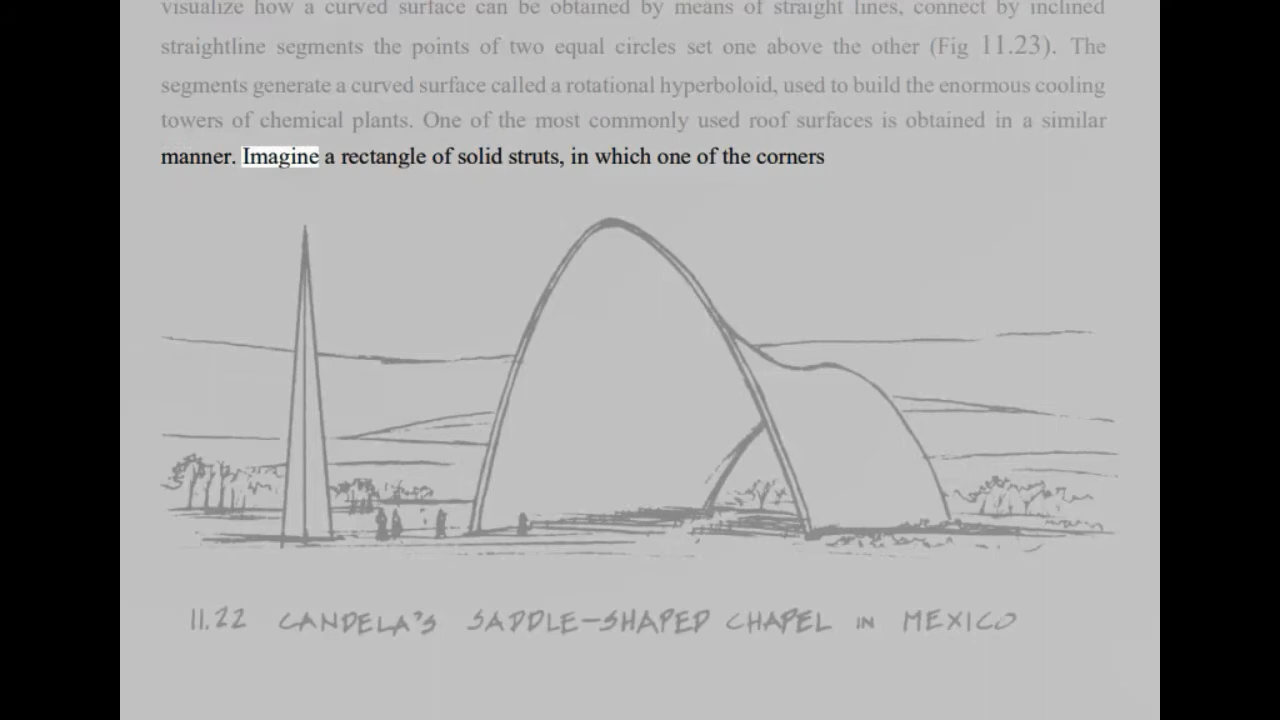 visualize how a curved surface can be obtained by means of straight lines, connect by inclined
straightline segments the points of two equal circles set one above the other (Fig 11.23). The
segments generate a curved surface called a rotational hyperboloid, used to build the enormous cooling
towers of chemical plants. One of the most commonly used roof surfaces is obtained in a similar
manner. Imagine a rectangle of solid struts, in which one of the corners
11.22 CANDELA'S SADDLE-SHAPED CHAPEL IN MEXICO